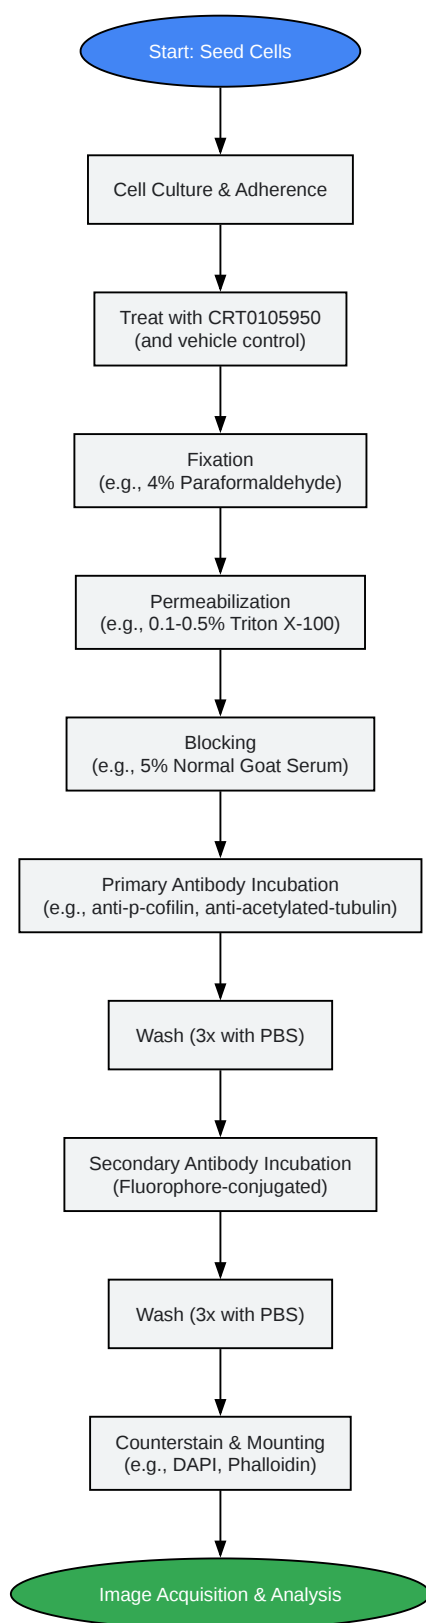 Start: Seed Cells
Cell Culture & Adherence
Treat with CRT0105950
(and vehicle control)
Fixation
(e.g., 4% Paraformaldehyde)
Permeabilization
(e.g., 0.1-0.5% Triton X-100)
Blocking
(e.g., 5% Normal Goat Serum)
Primary Antibody Incubation
(e.g., anti-p-cofilin, anti-acetylated-tubulin)
Wash (3x with PBS)
Secondary Antibody Incubation
(Fluorophore-conjugated)
Wash (3x with PBS)
Counterstain & Mounting
(e.g., DAPI, Phalloidin)
Image Acquisition & Analysis